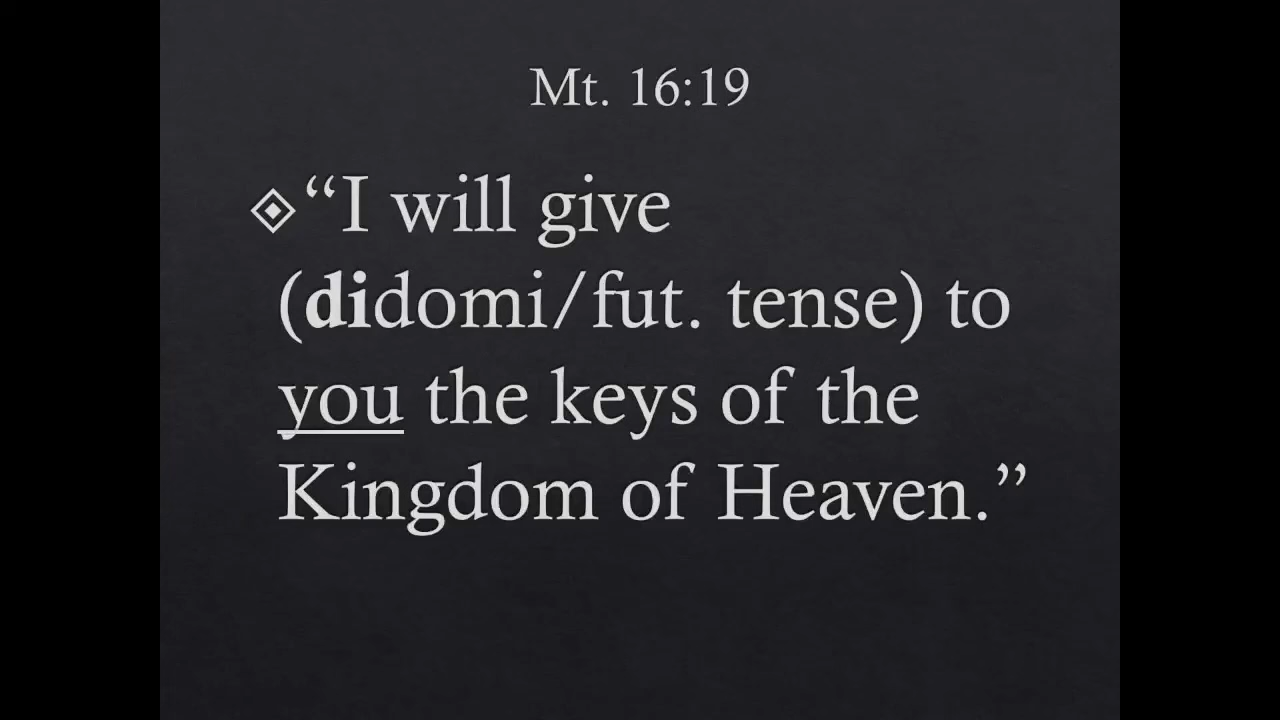 Mt. 16:19
“I will give
(didomi/fut. tense) to
you the keys of the
Kingdom of Heaven.”